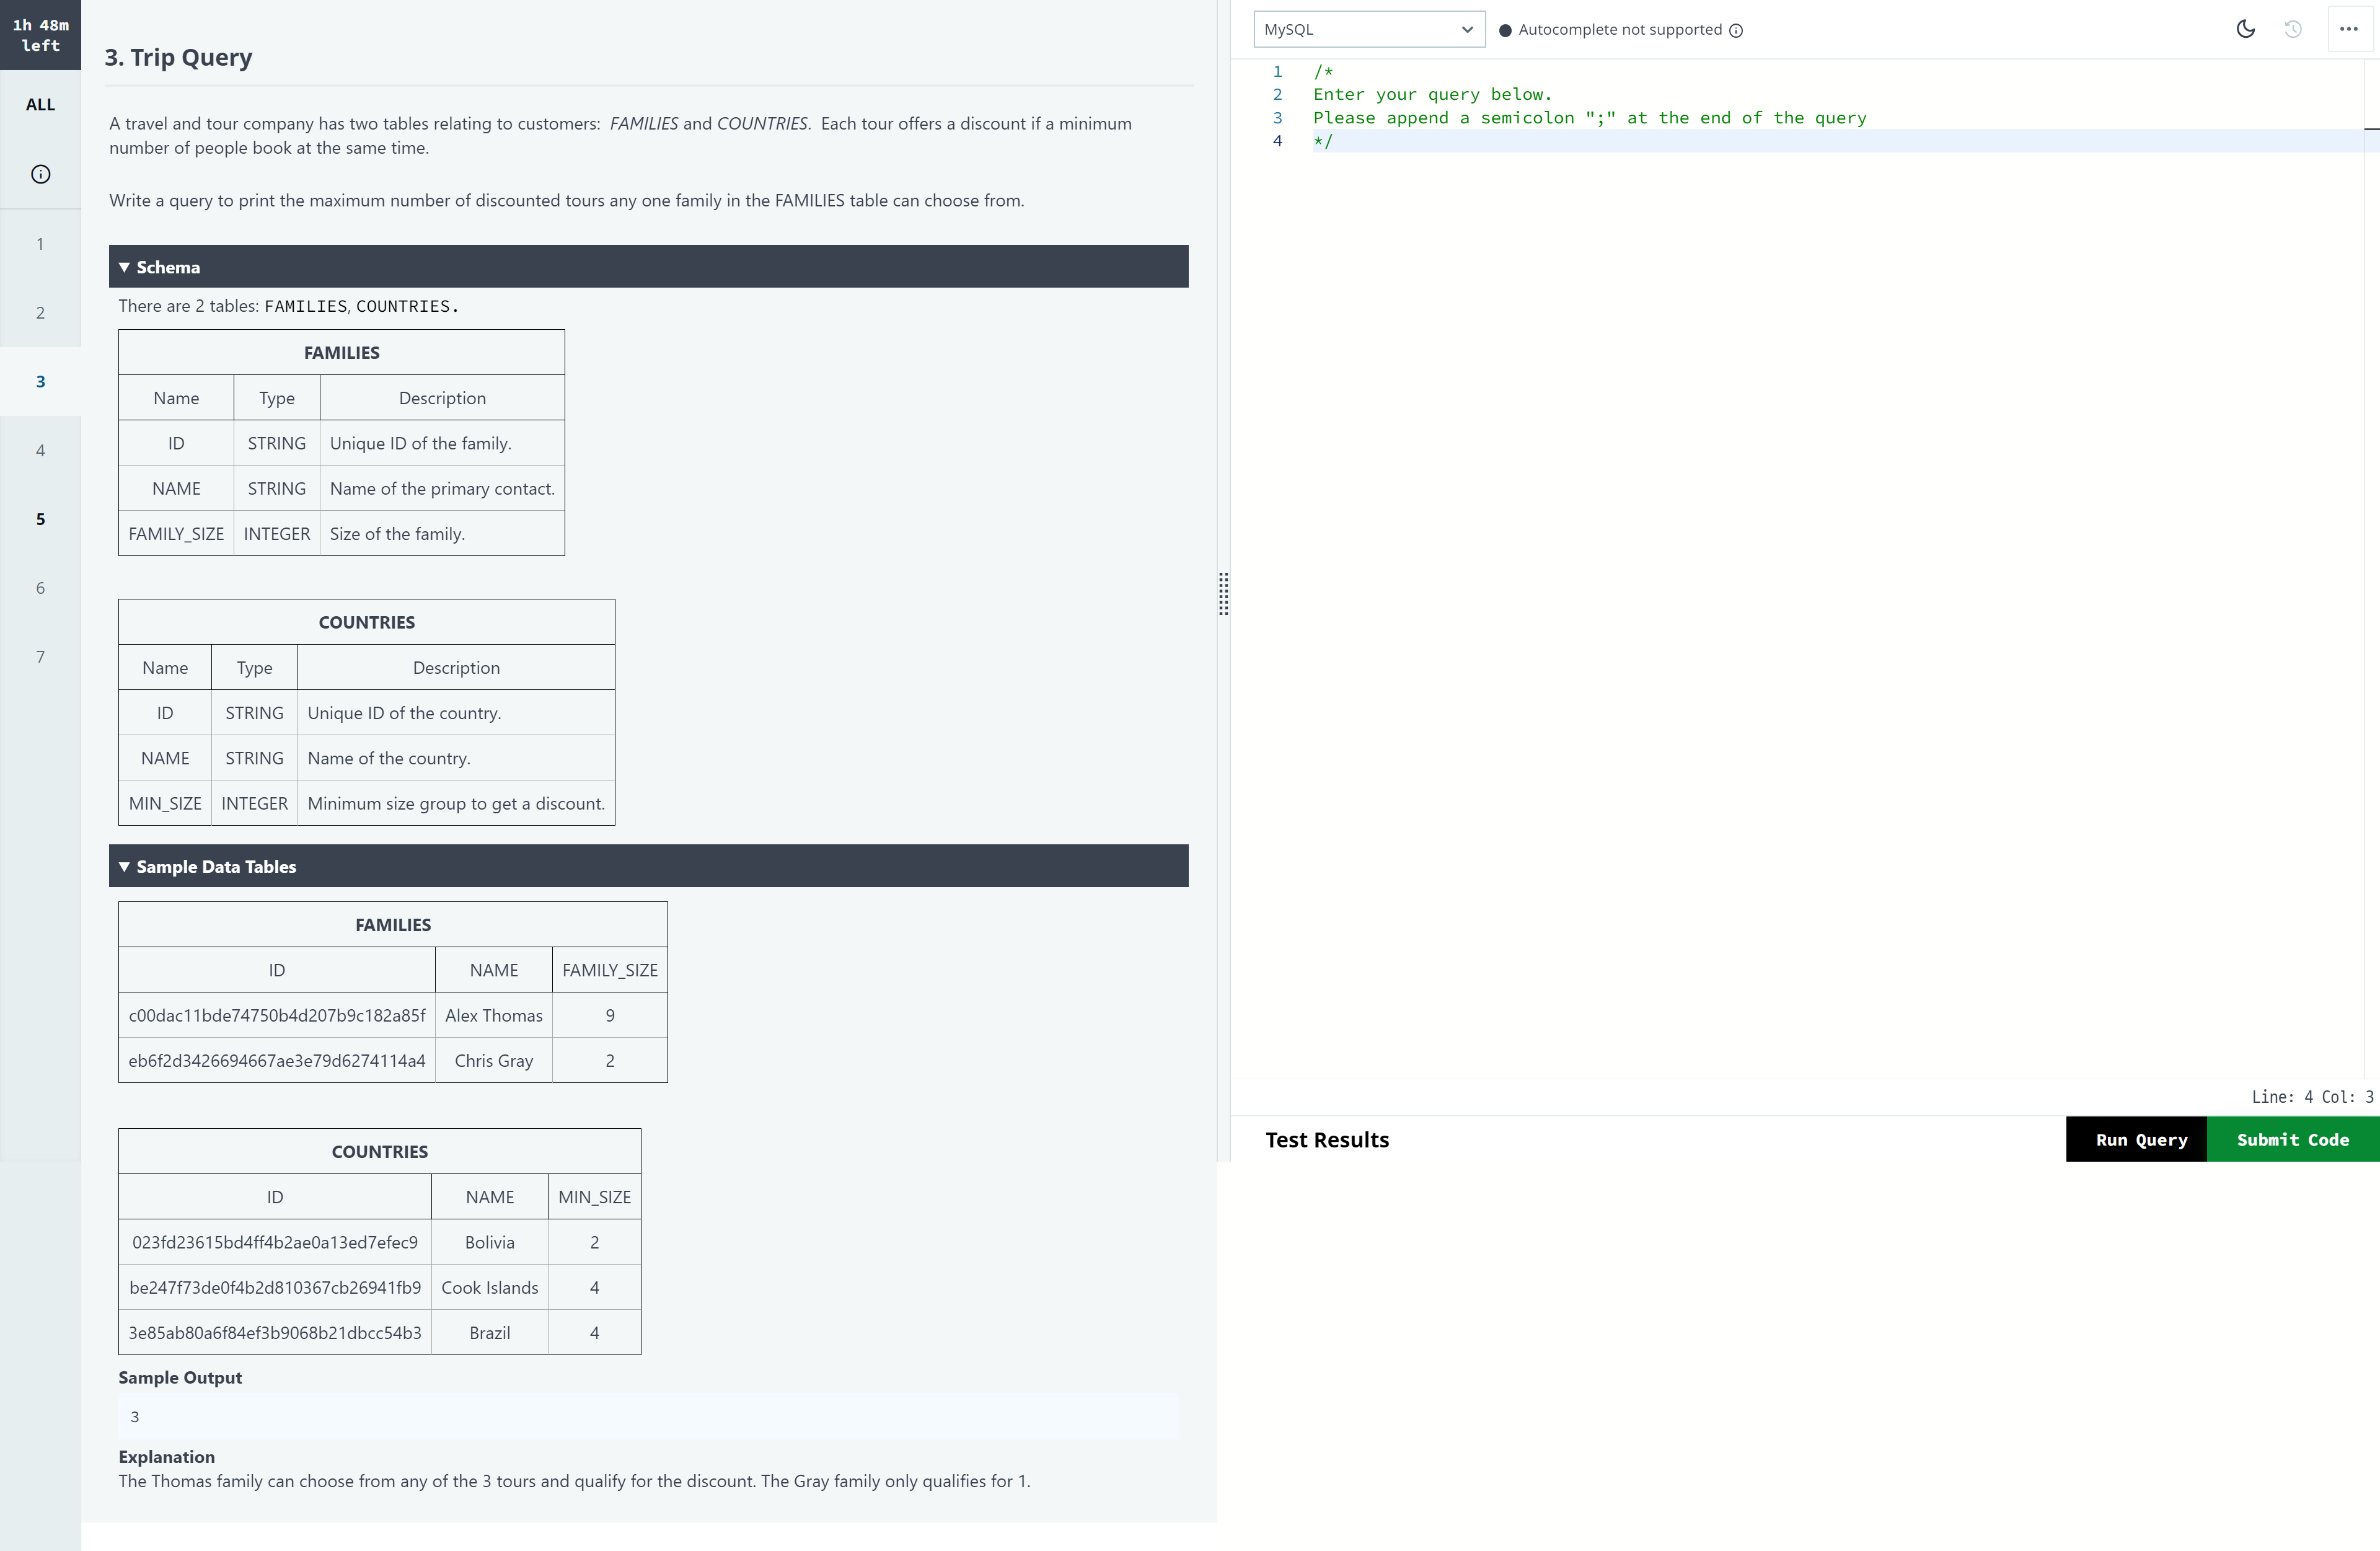 1h 48m
left
ALL
1
2
3
4
5
6
7
3. Trip Query
A travel and tour company has two tables relating to customers:  FAMILIES and COUNTRIES.  Each tour offers a discount if a minimum
number of people book at the same time.
Write a query to print the maximum number of discounted tours any one family in the FAMILIES table can choose from.
▼ Schema
There are 2 tables: FAMILIES, COUNTRIES.
FAMILIES
Name Type Description
ID STRING Unique ID of the family.
NAME STRING Name of the primary contact.
FAMILY_SIZE INTEGER Size of the family.
COUNTRIES
Name Type Description
ID STRING Unique ID of the country.
NAME STRING Name of the country.
MIN_SIZE INTEGER Minimum size group to get a discount.
▼ Sample Data Tables
FAMILIES
ID NAME FAMILY_SIZE
c00dac11bde74750b4d207b9c182a85f Alex Thomas 9
eb6f2d3426694667ae3e79d6274114a4 Chris Gray 2
COUNTRIES
ID NAME MIN_SIZE
023fd23615bd4ff4b2ae0a13ed7efec9 Bolivia 2
be247f73de0f4b2d810367cb26941fb9 Cook Islands 4
3e85ab80a6f84ef3b9068b21dbcc54b3 Brazil 4
Sample Output
3
Explanation
The Thomas family can choose from any of the 3 tours and qualify for the discount. The Gray family only qualifies for 1.
MySQL
Autocomplete not supported
1 /*
2 Enter your query below.
3 Please append a semicolon ";" at the end of the query
4 */
Line: 4 Col: 3
Test Results
Run Query
Submit Code